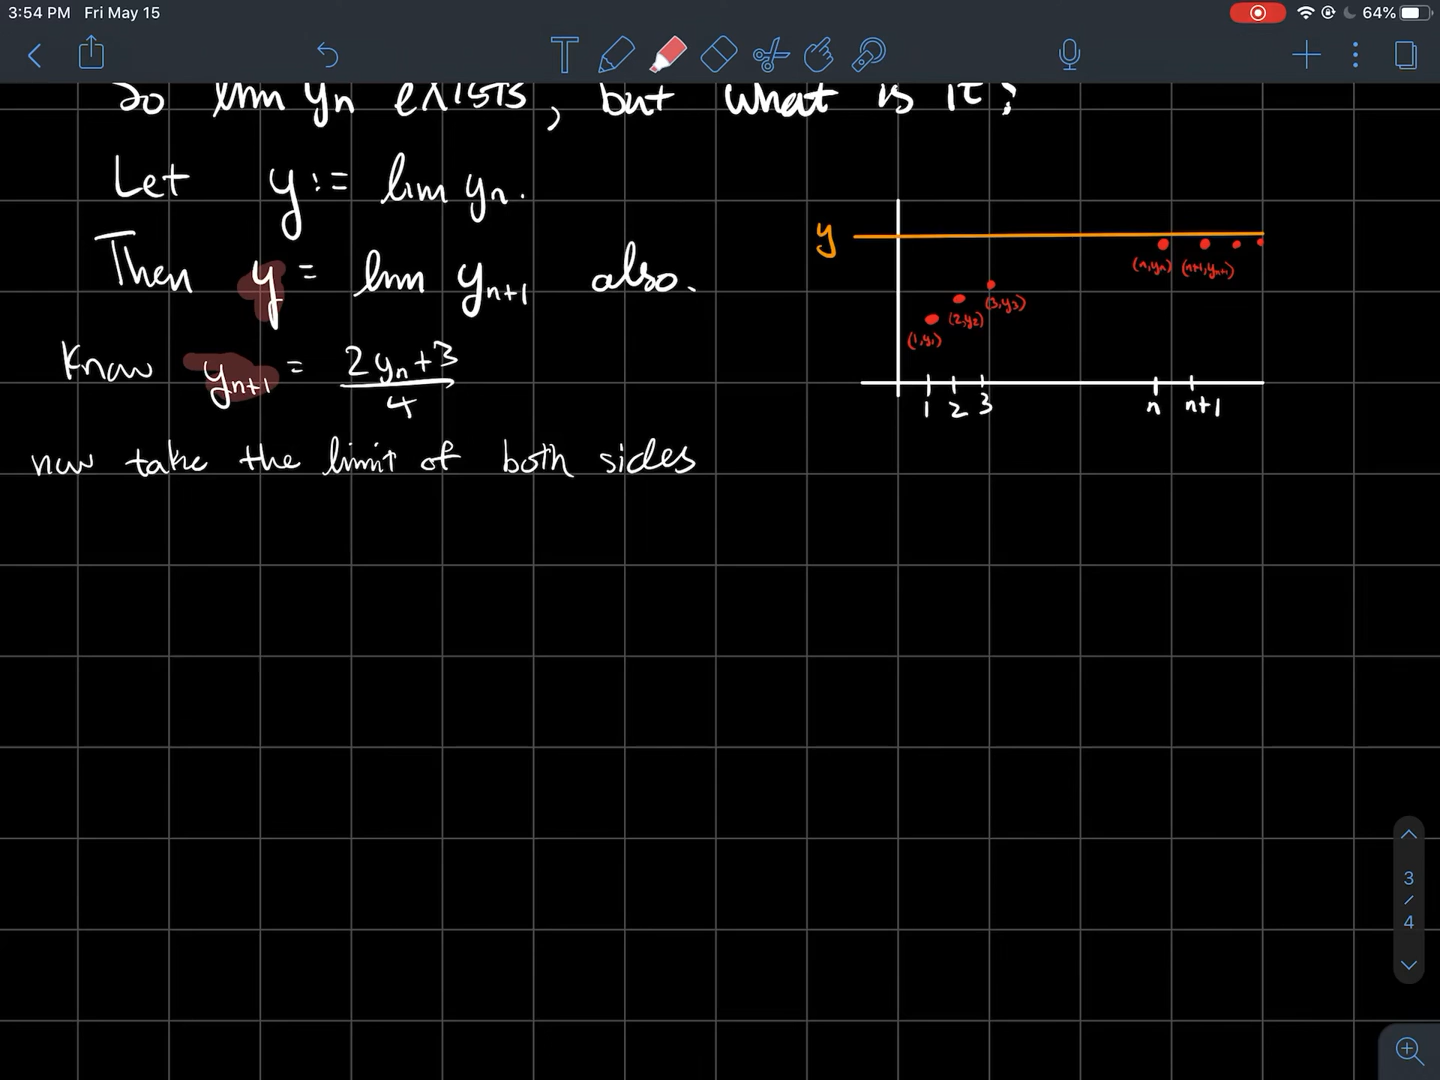 3:54 PM Fri May 15
64%
T
So lim yn exists, but what is it?
Let y := lim yn.
Then y = lim yn+1 also.
Know yn+1 = 2yn+3
4
now take the limit of both sides
y
(n,yn) (n+1,yn+1)
(3,y3)
(2,y2)
(1,y1)
1 2 3 n n+1
3
/
4